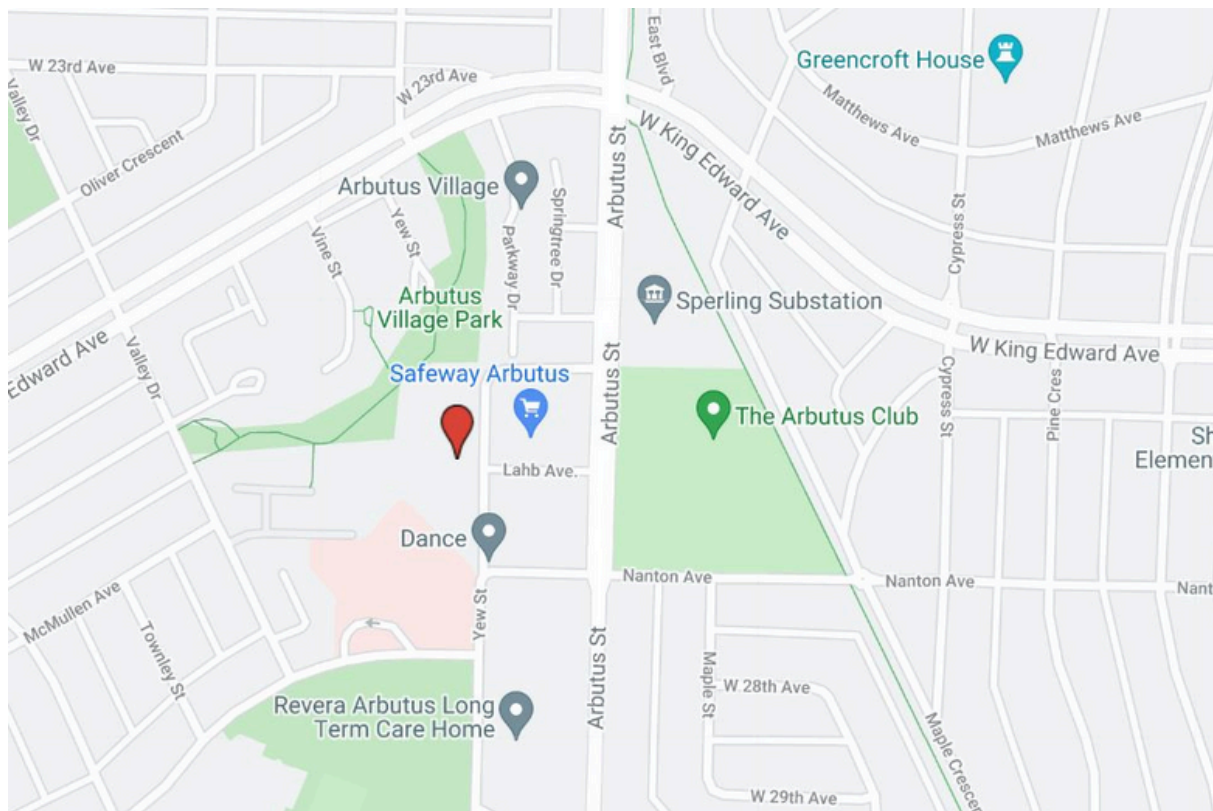 W 23rd Ave
Valley Dr
Oliver Crescent
W 23rd Ave
East Blvd
Greencroft House
Matthews Ave
Matthews Ave
W King Edward Ave
Arbutus St
Arbutus Village
Springtree Dr
Parkway Dr
Yew St
Vine St
Cypress St
Arbutus
Village Park
Sperling Substation
Edward Ave
Valley Dr
W King Edward Ave
Safeway Arbutus
Arbutus St
Cypress St
Pine Cres
The Arbutus Club
Sh
Elemen
Lahb Ave.
Dance
Nanton Ave
Nanton Ave
Nant
McMullen Ave
Townley St
Yew St
Arbutus St
Maple St
W 28th Ave
Revera Arbutus Long
Term Care Home
Maple Crescen
W 29th Ave